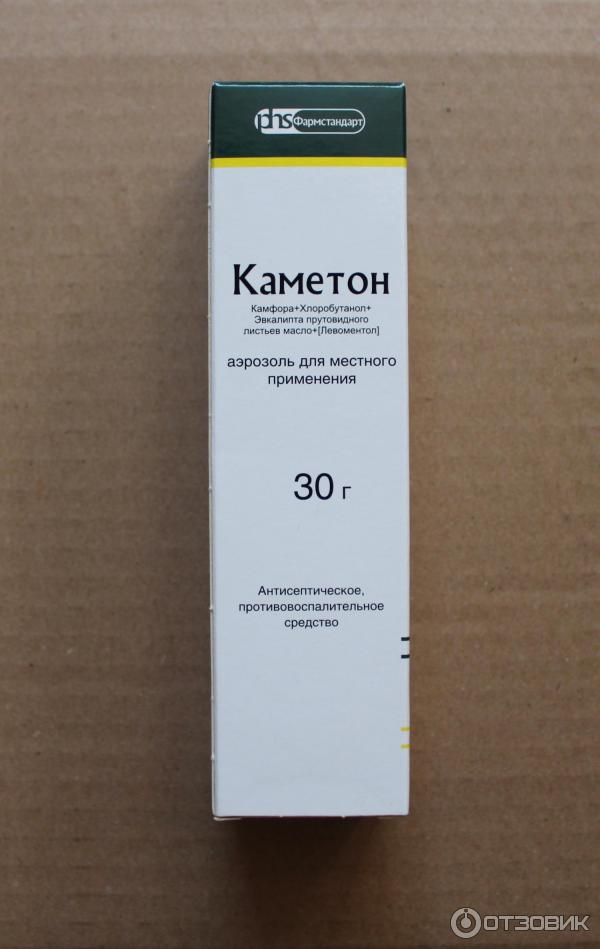 phs Фармстандарт
Каметон
Камфора+Хлоробутанол+
Эвкалипта прутовидного
листьев масло+[Левоментол]
аэрозоль для местного
применения
30 г
Антисептическое,
противовоспалительное
средство
ОТЗОВИК